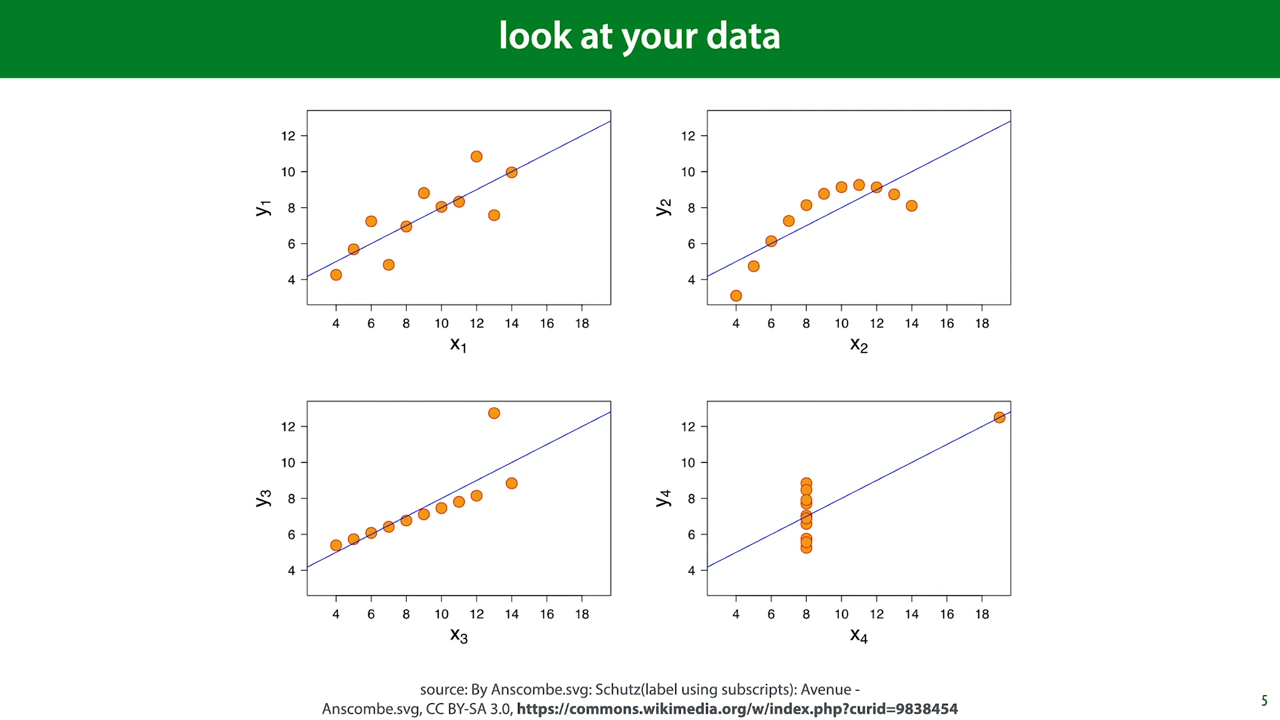 look at your data
12
10
8
6
4
y1
4 6 8 10 12 14 16 18
x1
12
10
8
6
4
y2
4 6 8 10 12 14 16 18
x2
12
10
8
6
4
y3
4 6 8 10 12 14 16 18
x3
12
10
8
6
4
y4
4 6 8 10 12 14 16 18
x4
source: By Anscombe.svg: Schutz(label using subscripts): Avenue -
Anscombe.svg, CC BY-SA 3.0, https://commons.wikimedia.org/w/index.php?curid=9838454
5